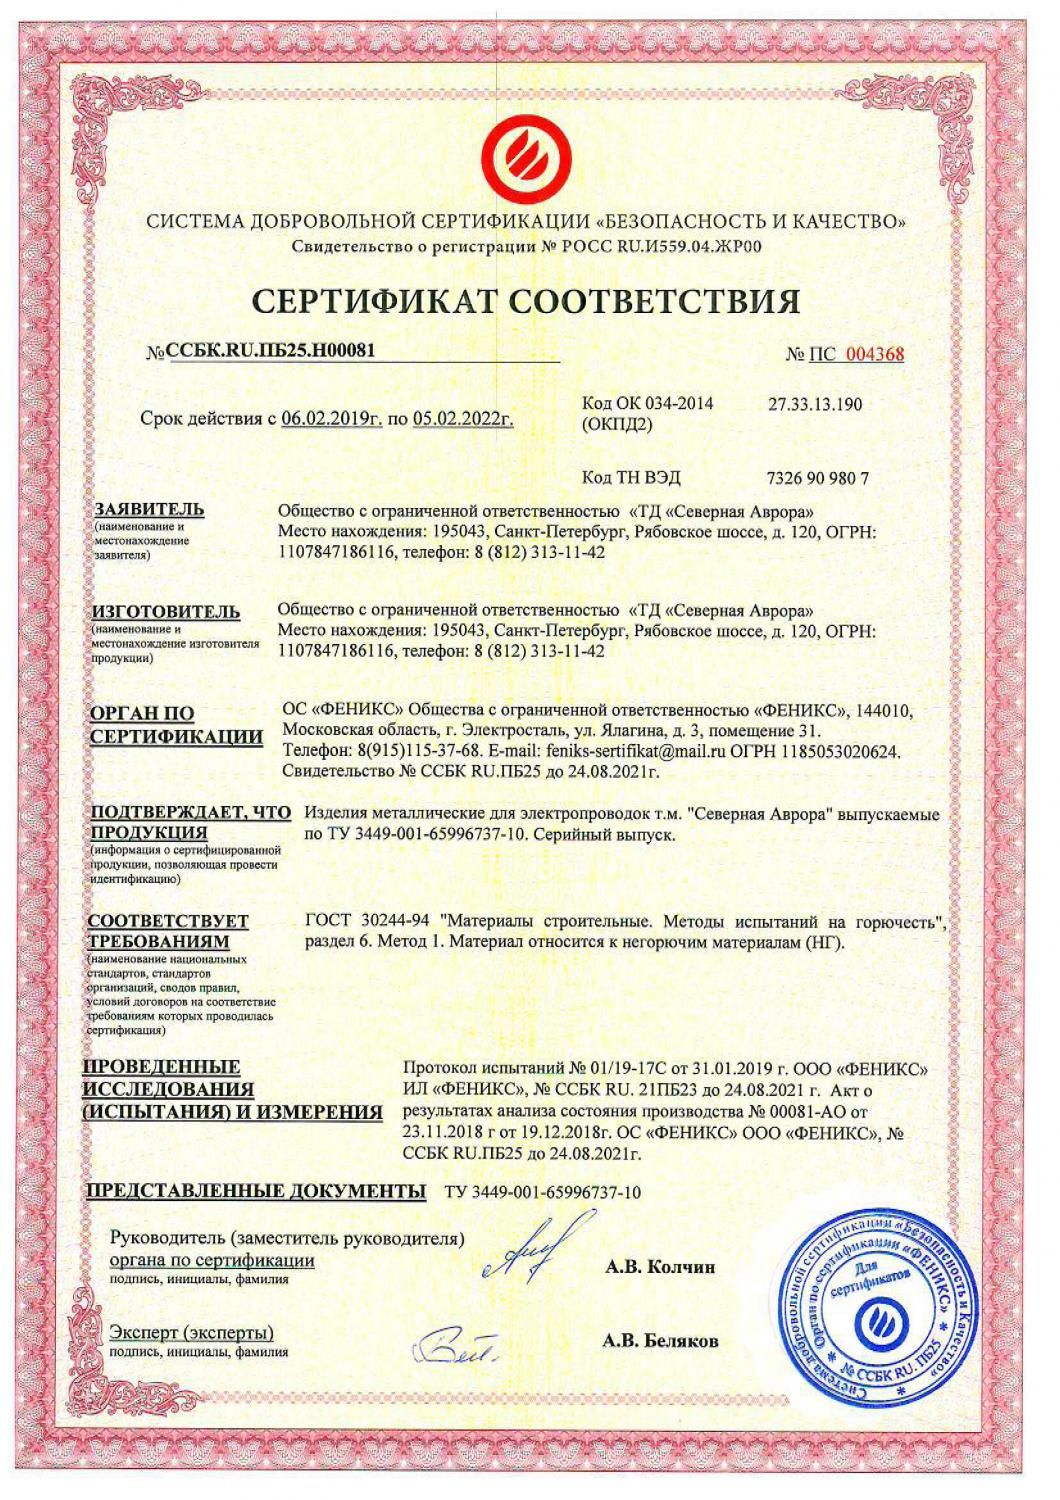 СИСТЕМА ДОБРОВОЛЬНОЙ СЕРТИФИКАЦИИ «БЕЗОПАСНОСТЬ И КАЧЕСТВО»
Свидетельство о регистрации № РОСС RU.И559.04.ЖР00
СЕРТИФИКАТ СООТВЕТСТВИЯ
№ССБК.RU.ПБ25.Н00081
№ ПС 004368
Срок действия с 06.02.2019г. по 05.02.2022г.
Код ОК 034-2014 27.33.13.190
(ОКПД2)
Код ТН ВЭД 7326 90 980 7
ЗАЯВИТЕЛЬ
(наименование и
местонахождение
заявителя)
Общество с ограниченной ответственностью «ТД «Северная Аврора»
Место нахождения: 195043, Санкт-Петербург, Рябовское шоссе, д. 120, ОГРН:
1107847186116, телефон: 8 (812) 313-11-42
ИЗГОТОВИТЕЛЬ
(наименование и
местонахождение изготовителя
продукции)
Общество с ограниченной ответственностью «ТД «Северная Аврора»
Место нахождения: 195043, Санкт-Петербург, Рябовское шоссе, д. 120, ОГРН:
1107847186116, телефон: 8 (812) 313-11-42
ОРГАН ПО
СЕРТИФИКАЦИИ
ОС «ФЕНИКС» Общества с ограниченной ответственностью «ФЕНИКС», 144010,
Московская область, г. Электросталь, ул. Ялагина, д. 3, помещение 31.
Телефон: 8(915)115-37-68. E-mail: feniks-sertifikat@mail.ru ОГРН 1185053020624.
Свидетельство № ССБК RU.ПБ25 до 24.08.2021г.
ПОДТВЕРЖДАЕТ, ЧТО
ПРОДУКЦИЯ
(информация о сертифицированной
продукции, позволяющая провести
идентификацию)
Изделия металлические для электропроводок т.м. "Северная Аврора" выпускаемые
по ТУ 3449-001-65996737-10. Серийный выпуск.
СООТВЕТСТВУЕТ
ТРЕБОВАНИЯМ
(наименование национальных
стандартов, стандартов
организаций, сводов правил,
условий договоров на соответствие
требованиям которых проводилась
сертификация)
ГОСТ 30244-94 "Материалы строительные. Методы испытаний на горючесть",
раздел 6. Метод 1. Материал относится к негорючим материалам (НГ).
ПРОВЕДЕННЫЕ
ИССЛЕДОВАНИЯ
(ИСПЫТАНИЯ) И ИЗМЕРЕНИЯ
Протокол испытаний № 01/19-17С от 31.01.2019 г. ООО «ФЕНИКС»
ИЛ «ФЕНИКС», № ССБК RU. 21ПБ23 до 24.08.2021 г. Акт о
результатах анализа состояния производства № 00081-АО от
23.11.2018 г от 19.12.2018г. ОС «ФЕНИКС» ООО «ФЕНИКС», №
ССБК RU.ПБ25 до 24.08.2021г.
ПРЕДСТАВЛЕННЫЕ ДОКУМЕНТЫ ТУ 3449-001-65996737-10
Руководитель (заместитель руководителя)
органа по сертификации
подпись, инициалы, фамилия
А.В. Колчин
Эксперт (эксперты)
подпись, инициалы, фамилия
А.В. Беляков
Система добровольной сертификации «Безопасность и Качество»
Орган по сертификации «ФЕНИКС»
Для
сертификатов
№ ССБК RU. ПБ25